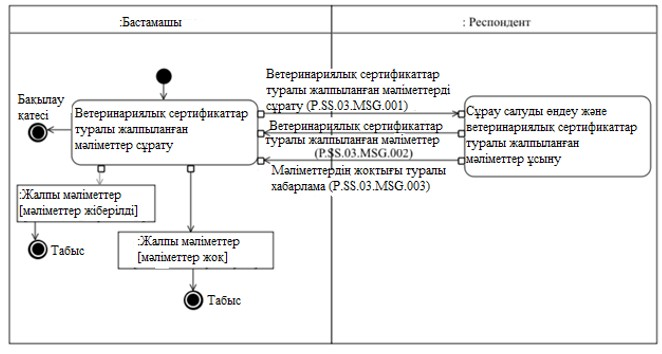 :Бастамашы
: Респондент
Бақылау
қатесі
Ветеринариялық сертификаттар
туралы жалпыланған
мәліметтер сұрату
Ветеринариялық сертификаттар
туралы жалпыланған мәліметтерді
сұрату (P.SS.03.MSG.001)
Ветеринариялық сертификаттар
туралы жалпыланған мәліметтер
(P.SS.03.MSG.002)
Мәліметтердің жоқтығы туралы
хабарлама (P.SS.03.MSG.003)
Сұрау салуды өңдеу және
ветеринариялық сертификаттар
туралы жалпыланған
мәліметтер ұсыну
:Жалпы мәліметтер
[мәліметтер жіберілді]
Табыс
:Жалпы мәліметтер
[мәліметтер жоқ]
Табыс